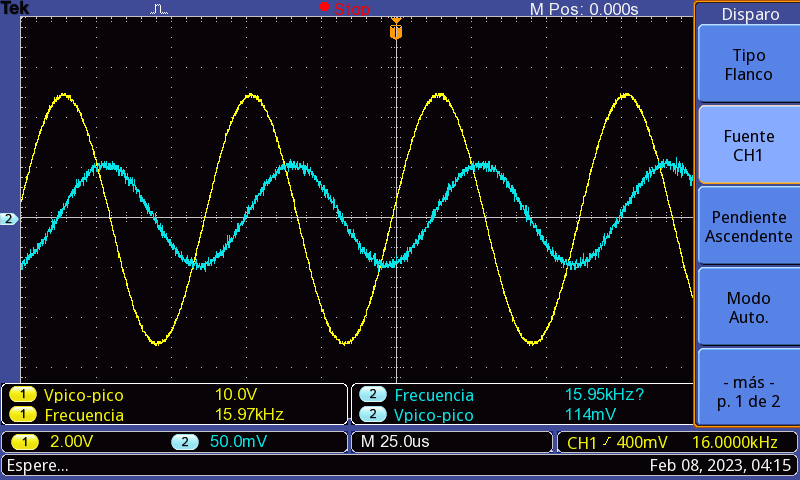 Tek
Stop
M Pos: 0.000s
T
Disparo
Tipo
Flanco
Fuente
CH1
Pendiente
Ascendente
Modo
Auto.
- más -
p. 1 de 2
2
1 Vpico-pico 10.0V
1 Frecuencia 15.97kHz
2 Frecuencia 15.95kHz?
2 Vpico-pico 114mV
1 2.00V 2 50.0mV M 25.0us CH1 400mV 16.0000kHz
Espere... Feb 08, 2023, 04:15